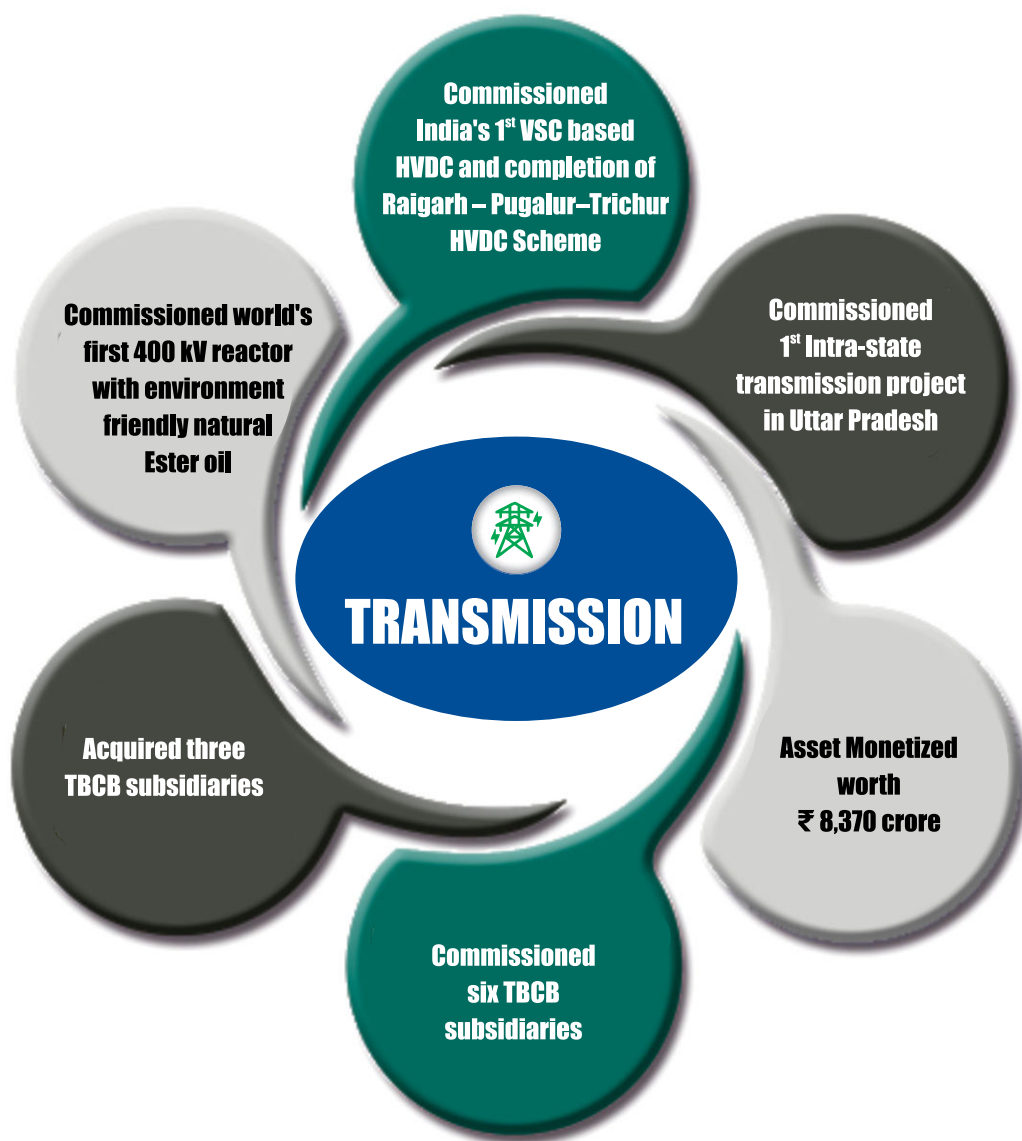 Commissioned
India's 1st VSC based
HVDC and completion of
Raigarh – Pugalur–Trichur
HVDC Scheme
Commissioned
1st Intra-state
transmission project
in Uttar Pradesh
Asset Monetized
worth
₹ 8,370 crore
Commissioned
six TBCB
subsidiaries
Acquired three
TBCB subsidiaries
Commissioned world's
first 400 kV reactor
with environment
friendly natural
Ester oil
TRANSMISSION